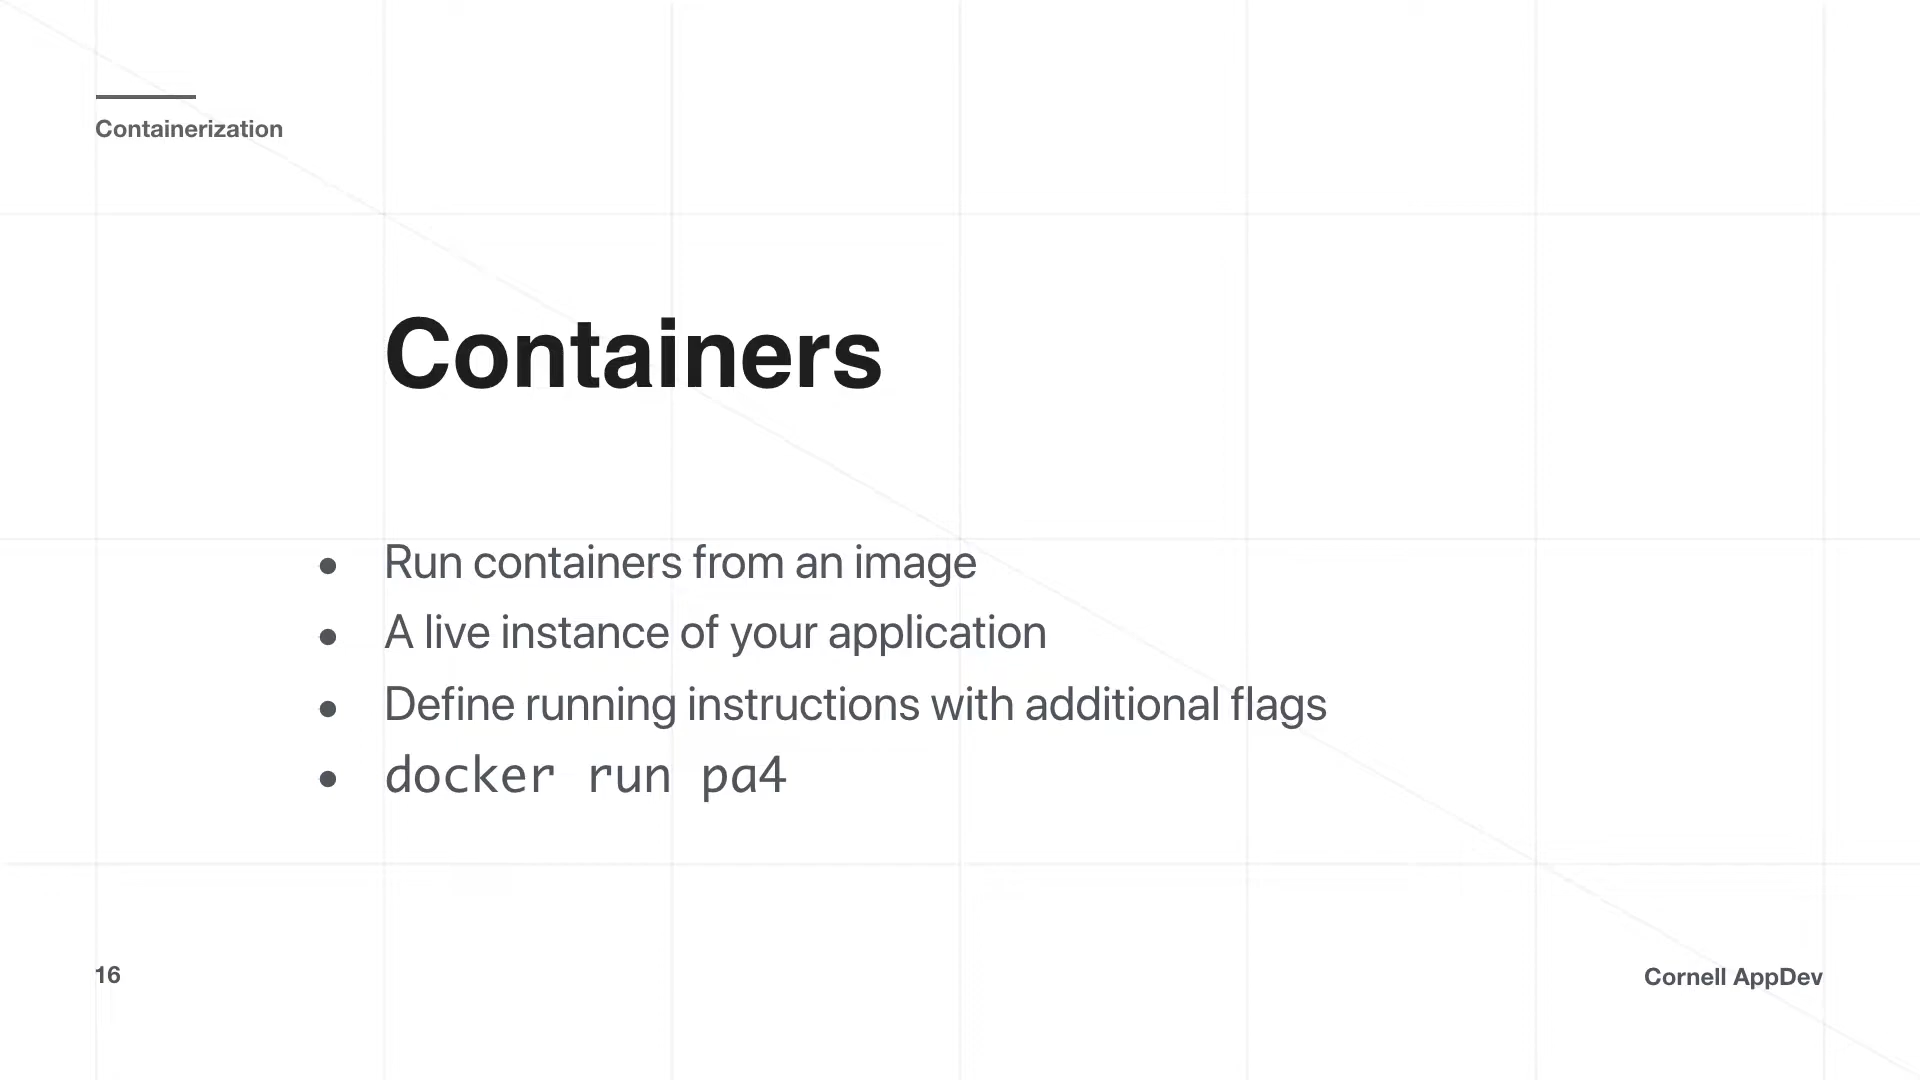 Containerization
Containers
• Run containers from an image
• A live instance of your application
• Define running instructions with additional flags
• docker run pa4
16
Cornell AppDev